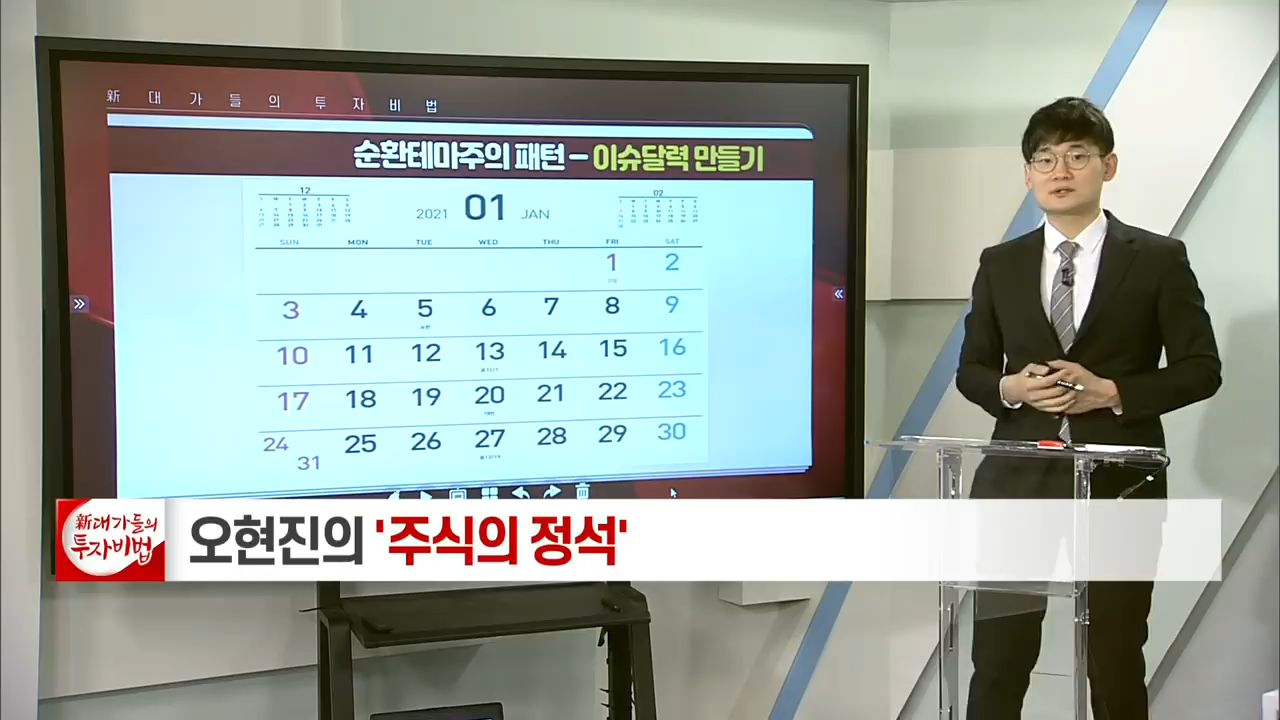 新 대 가 들 의 투 자 비 법
순환테마주의 패턴 – 이슈달력 만들기
12
2021 01 JAN
02
SUN MON TUE WED THU FRI SAT
1 2
3 4 5 6 7 8 9
10 11 12 13 14 15 16
17 18 19 20 21 22 23
24 25 26 27 28 29 30
31
新대가들의
투자비법
오현진의 '주식의 정석'